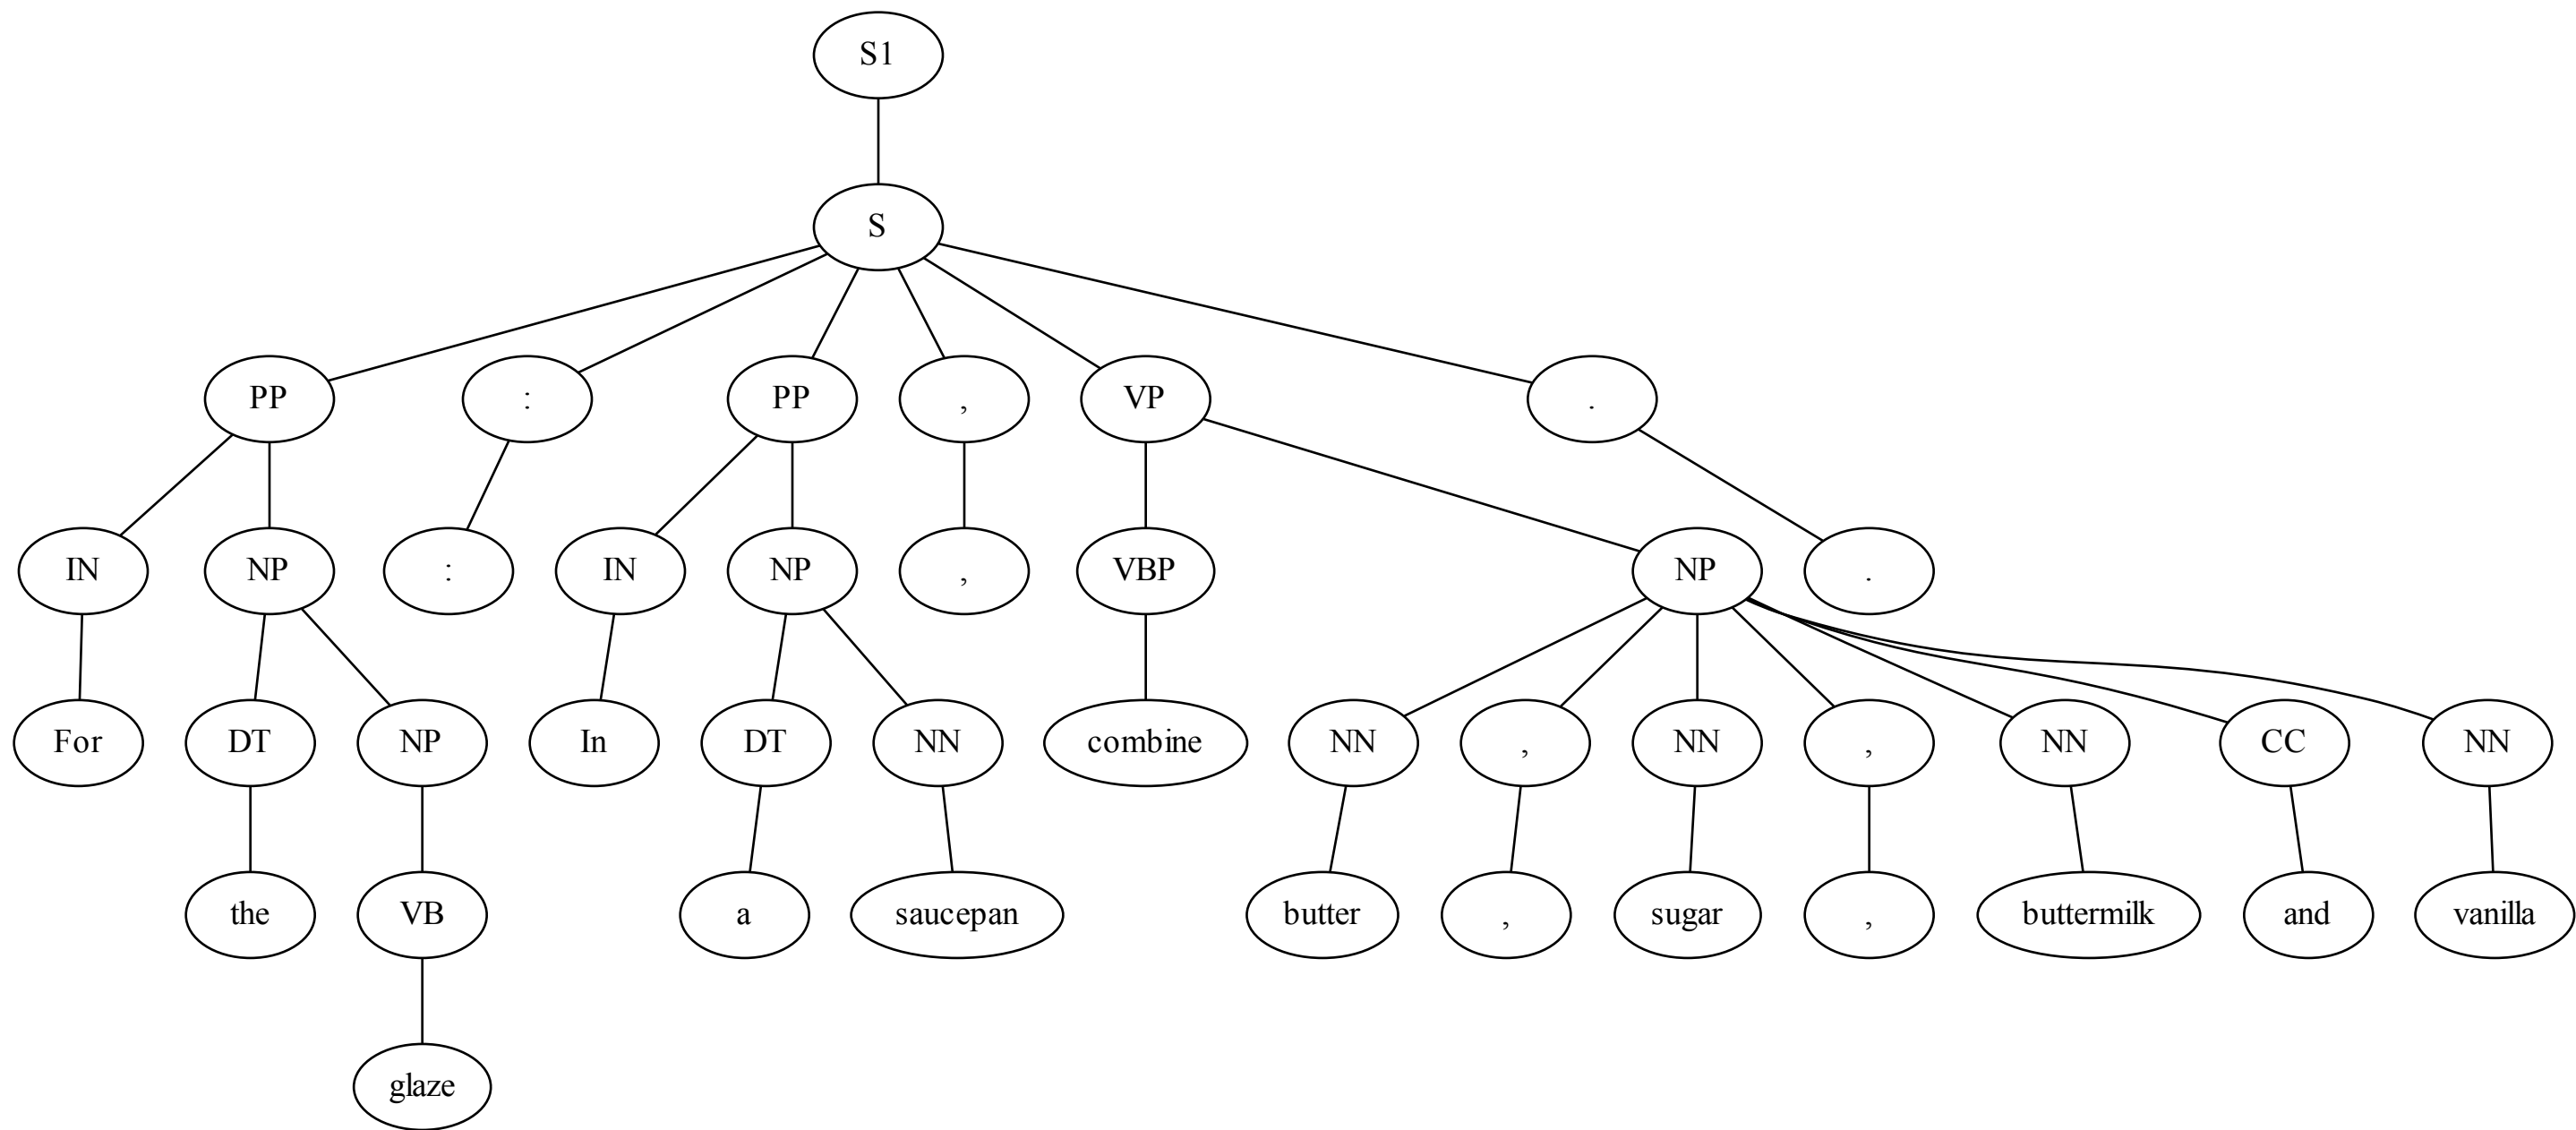 S1
S
PP : PP , VP .
IN NP : IN NP , VBP NP .
For DT NP In DT NN combine NN , NN , NN CC NN
the VB a saucepan butter , sugar , buttermilk and vanilla
glaze